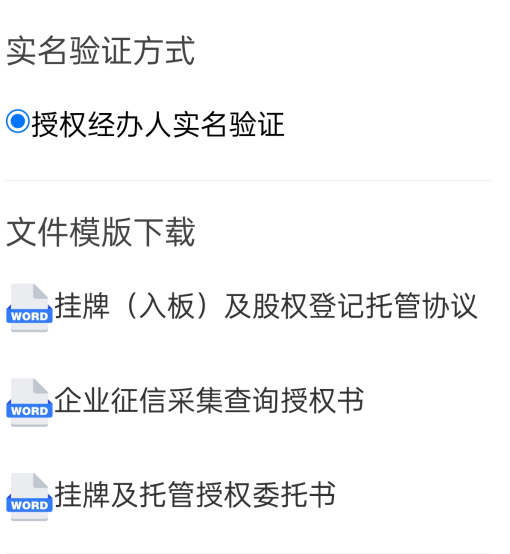 实名验证方式
授权经办人实名验证
文件模版下载
WORD 挂牌（入板）及股权登记托管协议
WORD 企业征信采集查询授权书
WORD 挂牌及托管授权委托书